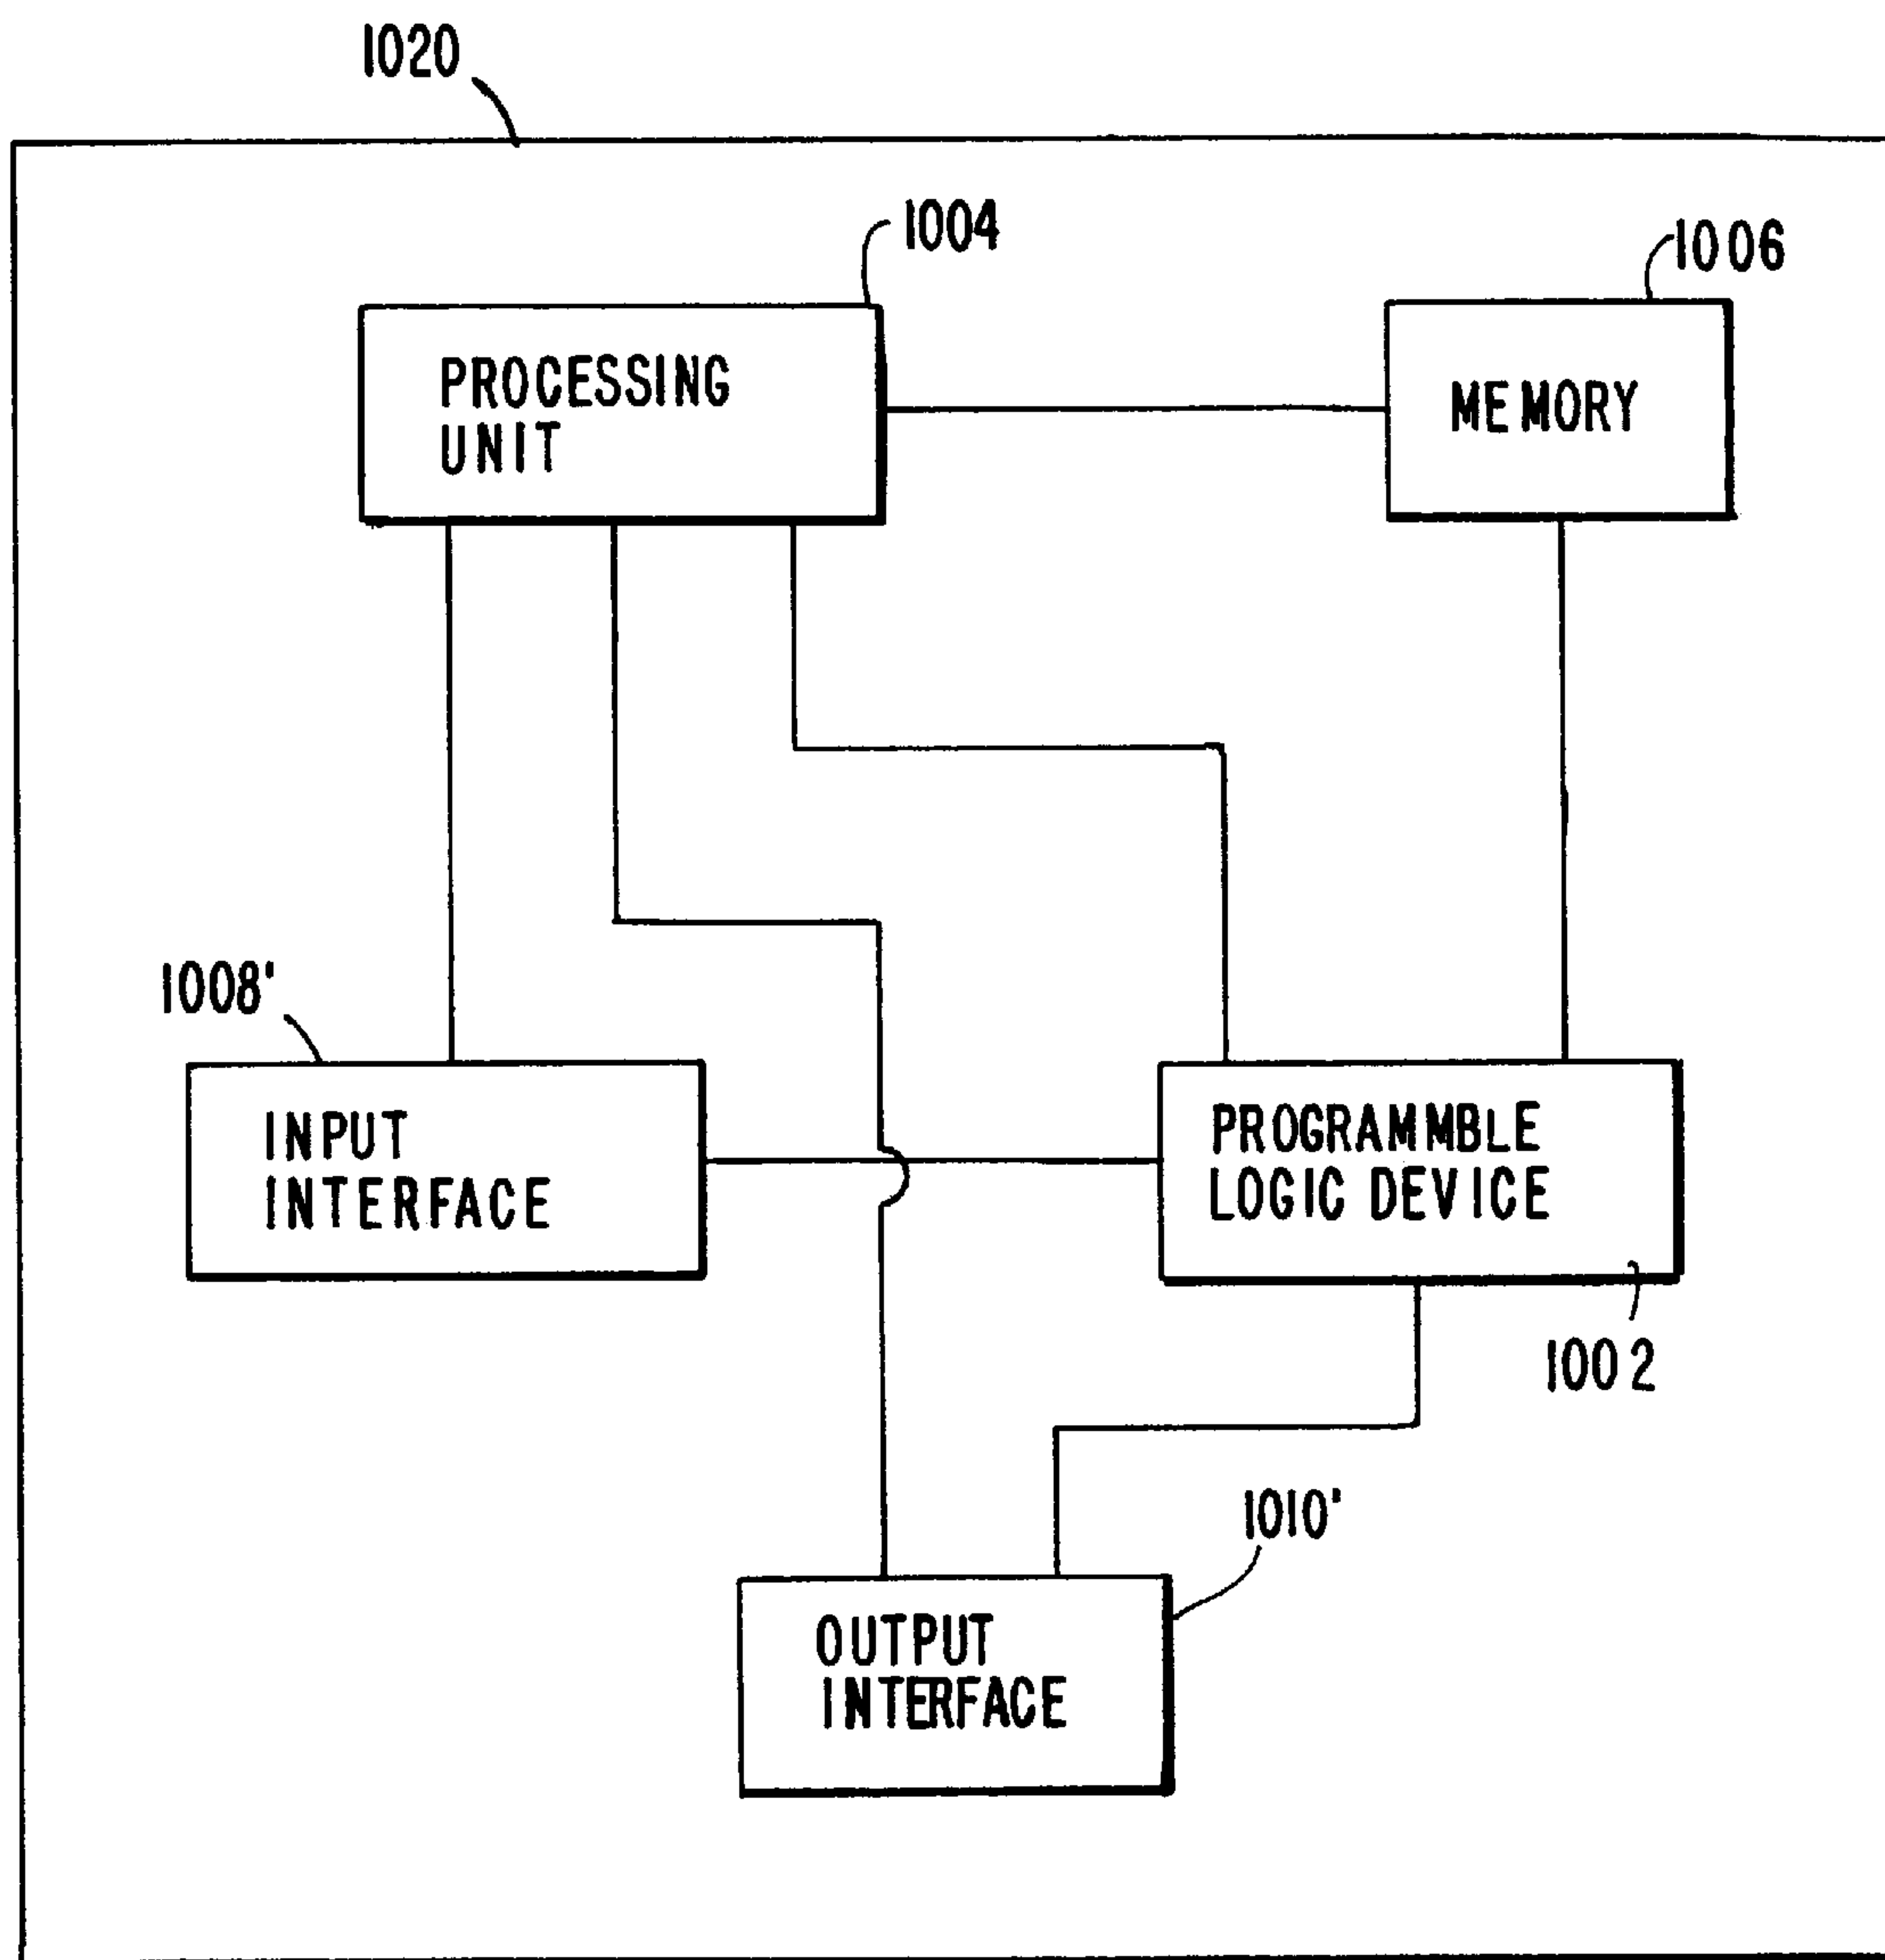 1020
1004
1006
PROCESSING
UNIT
MEMORY
1008'
INPUT
INTERFACE
PROGRAMMBLE
LOGIC DEVICE
1002
1010'
OUTPUT
INTERFACE